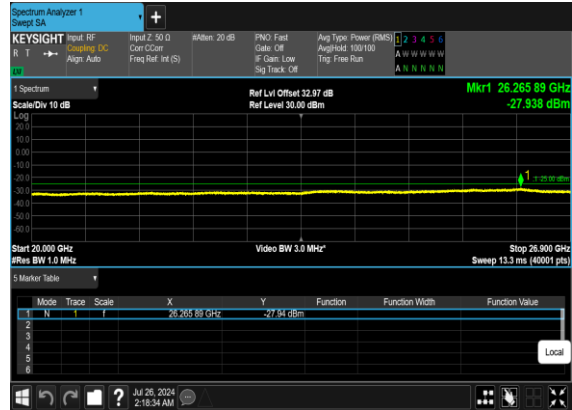 Spectrum Analyzer 1
Swept SA
+
KEYSIGHT Input: RF Input Z: 50 Ω #Atten: 20 dB PNO: Fast Avg Type: Power (RMS) 1 2 3 4 5 6
R T Coupling: DC Corr CCorr Gate: Off Avg|Hold: 100/100 A W W W W W
Align: Auto Freq Ref: Int (S) IF Gain: Low Trig: Free Run
Sig Track: Off A N N N N N
1 Spectrum Ref Lvl Offset 32.97 dB Mkr1 26.265 89 GHz
Scale/Div 10 dB Ref Level 30.00 dBm -27.938 dBm
Log
20.0
10.0
0.00
-10.0
-20.0
-30.0
-40.0
-50.0
-60.0
1
-25.00 dBm
Start 20.000 GHz Video BW 3.0 MHz* Stop 26.900 GHz
#Res BW 1.0 MHz Sweep 13.3 ms (40001 pts)
5 Marker Table
Mode Trace Scale X Y Function Function Width Function Value
1 N 1 f 26.265 89 GHz -27.94 dBm
2
3
4
5
6
Local
? Jul 26, 2024
2:18:34 AM